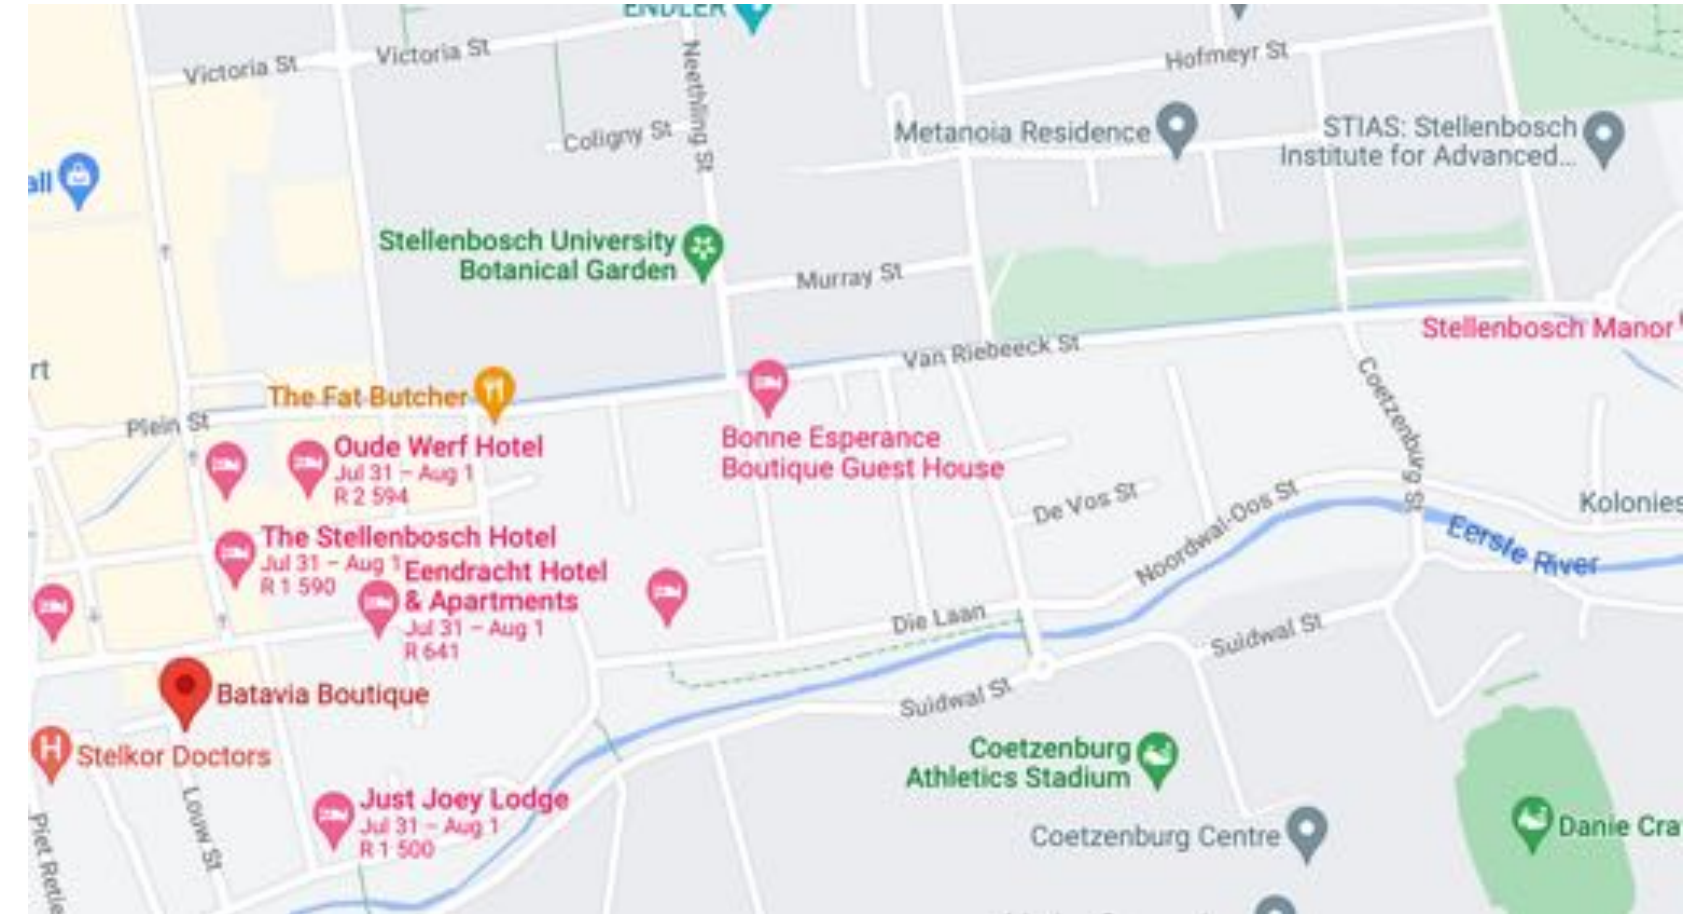 ENDLER
Victoria St
Victoria St
Neethling St
Hofmeyr St
Coligny St
Metanoia Residence
STIAS: Stellenbosch
Institute for Advanced...
all
Stellenbosch University
Botanical Garden
Murray St
Stellenbosch Manor
Van Riebeeck St
rt
The Fat Butcher
Plein St
Coetzenburg St
Oude Werf Hotel
Jul 31 – Aug 1
R 2 594
Bonne Esperance
Boutique Guest House
De Vos St
Noordwal-Oos St
Kolonies
Eerste River
The Stellenbosch Hotel
Jul 31 – Aug 1
R 1 590
Eendracht Hotel
& Apartments
Jul 31 – Aug 1
R 641
Die Laan
Suidwal St
Batavia Boutique
Suidwal St
Stelkor Doctors
H
Coetzenburg
Athletics Stadium
Just Joey Lodge
Jul 31 – Aug 1
R 1 500
Louw St
Piet Retie
Coetzenburg Centre
Danie Cra